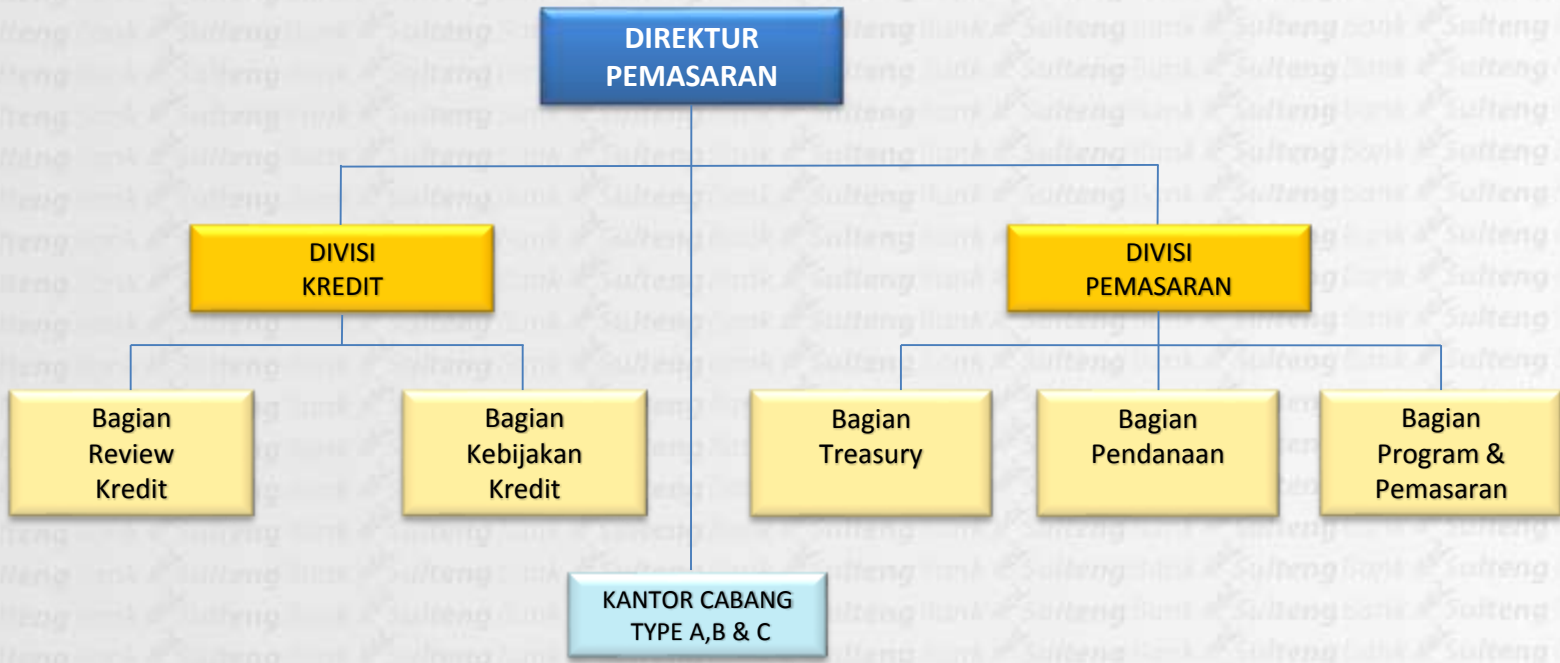 DIREKTUR
PEMASARAN
DIVISI
KREDIT
DIVISI
PEMASARAN
Bagian
Review
Kredit
Bagian
Kebijakan
Kredit
Bagian
Treasury
Bagian
Pendanaan
Bagian
Program &
Pemasaran
KANTOR CABANG
TYPE A,B & C